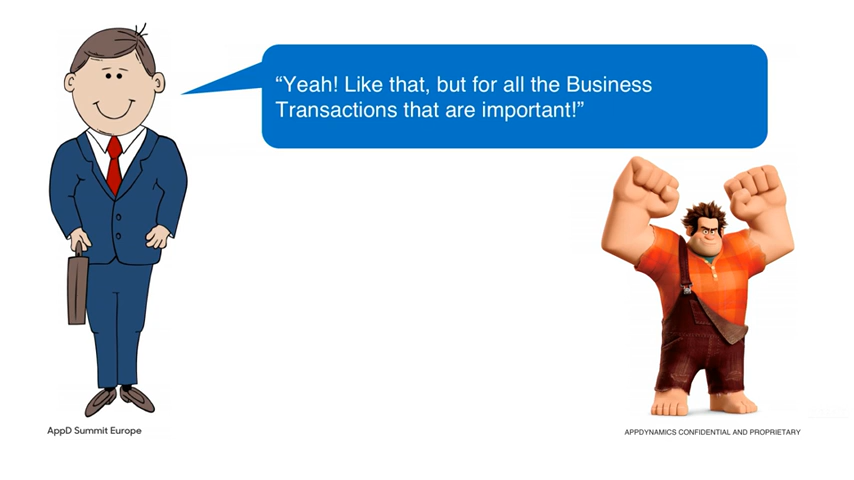 “Yeah! Like that, but for all the Business
Transactions that are important!”
AppD Summit Europe
APPDYNAMICS CONFIDENTIAL AND PROPRIETARY